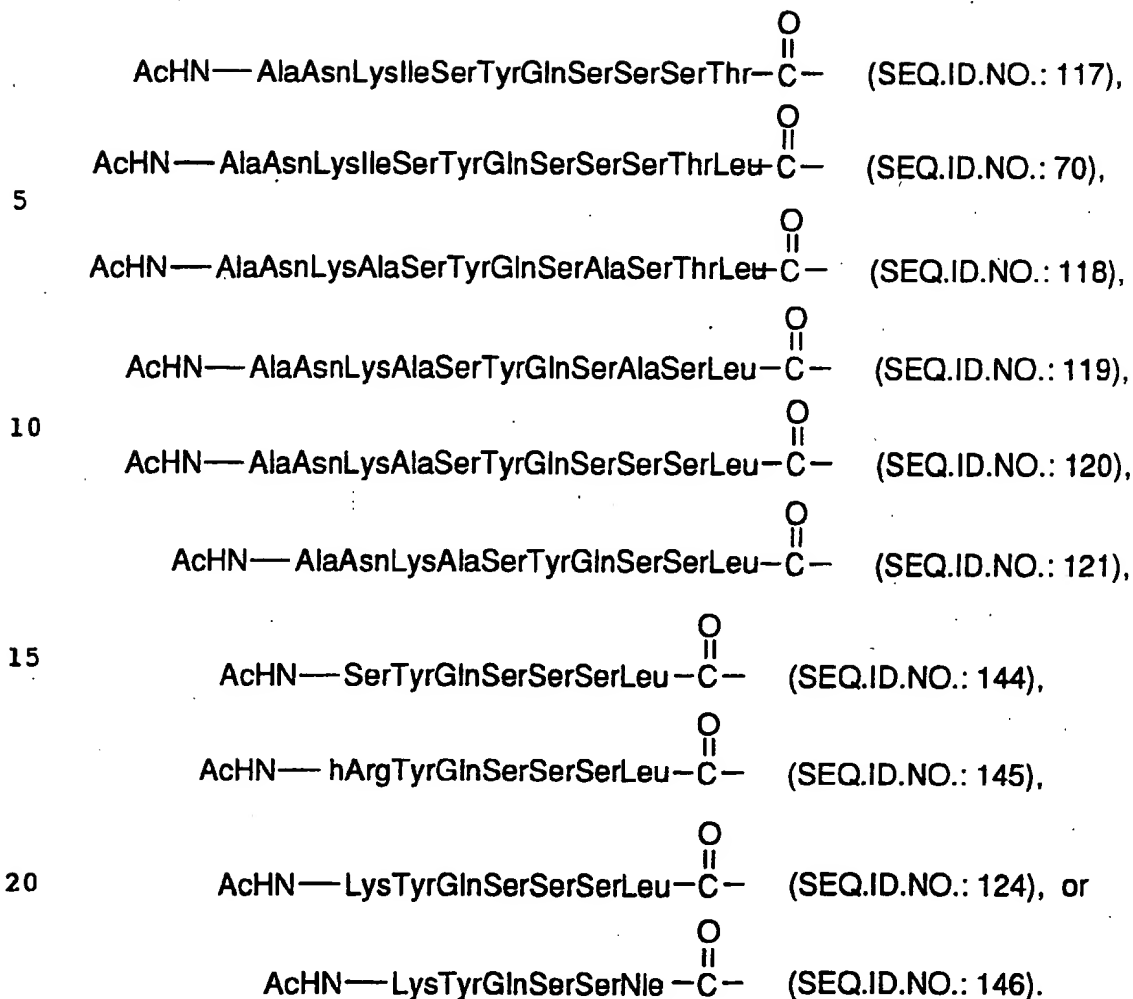 O
||
AcHN—AlaAsnLysIleSerTyrGlnSerSerSerThr–C– (SEQ.ID.NO.: 117),
O
||
AcHN—AlaAsnLysIleSerTyrGlnSerSerSerThrLeu–C– (SEQ.ID.NO.: 70),
5
O
||
AcHN—AlaAsnLysAlaSerTyrGlnSerAlaSerThrLeu–C– (SEQ.ID.NO.: 118),
O
||
AcHN—AlaAsnLysAlaSerTyrGlnSerAlaSerLeu–C– (SEQ.ID.NO.: 119),
10
O
||
AcHN—AlaAsnLysAlaSerTyrGlnSerSerSerLeu–C– (SEQ.ID.NO.: 120),
O
||
AcHN—AlaAsnLysAlaSerTyrGlnSerSerLeu–C– (SEQ.ID.NO.: 121),
15
O
||
AcHN—SerTyrGlnSerSerSerLeu–C– (SEQ.ID.NO.: 144),
O
||
AcHN—hArgTyrGlnSerSerSerLeu–C– (SEQ.ID.NO.: 145),
O
||
20 AcHN—LysTyrGlnSerSerSerLeu–C– (SEQ.ID.NO.: 124), or
O
||
AcHN—LysTyrGlnSerSerNle–C– (SEQ.ID.NO.: 146).